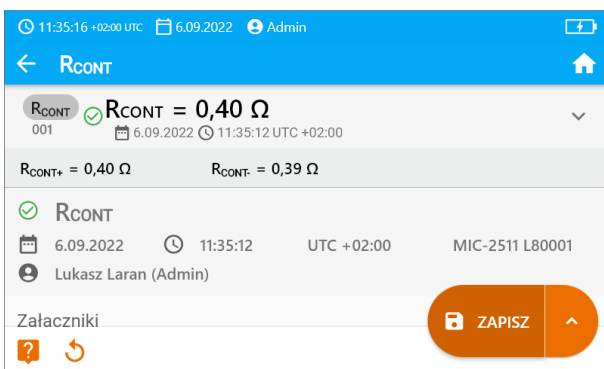 11:35:16 +02:00 UTC 6.09.2022 Admin
RCONT
RCONT RCONT = 0,40 Ω
001 6.09.2022 11:35:12 UTC +02:00
RCONT+ = 0,40 Ω RCONT- = 0,39 Ω
RCONT
6.09.2022 11:35:12 UTC +02:00 MIC-2511 L80001
Lukasz Laran (Admin)
Załaczniki
ZAPISZ